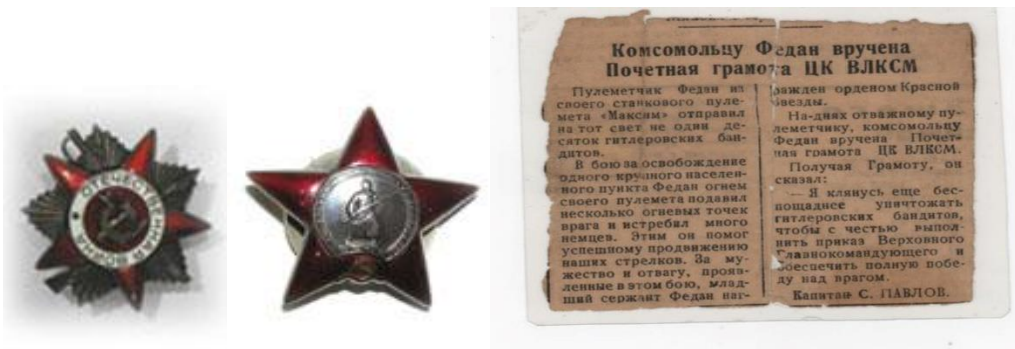 ОТЕЧЕСТВЕННАЯ ВОЙНА
Комсомольцу Федан вручена
Почетная грамота ЦК ВЛКСМ
Пулеметчик Федан из
своего станкового пуле-
мета «Максим» отправил
на тот свет не один де-
сяток гитлеровских бан-
дитов.
В бою за освобождение
одного крупного населен-
ного пункта Федан огнем
своего пулемета подавил
несколько огневых точек
врага и истребил много
немцев. Этим он помог
успешному продвижению
наших стрелков. За му-
жество и отвагу, прояв-
ленные в этом бою, млад-
ший сержант Федан наг-
ражден орденом Красной
Звезды.
На-днях отважному пу-
леметчику, комсомольцу
Федан вручена Почет-
ная грамота ЦК ВЛКСМ.
Получая Грамоту, он
сказал:
— Я клянусь еще бес-
пощаднее уничтожать
гитлеровских бандитов,
чтобы с честью выпол-
нить приказ Верховного
Главнокомандующего и
обеспечить полную побе-
ду над врагом.
Капитан С. ПАВЛОВ.